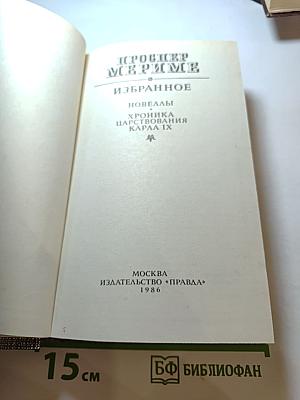 ПРОСПЕР
МЕРИМЕ
ИЗБРАННОЕ
НОВЕЛЛЫ
ХРОНИКА
ЦАРСТВОВАНИЯ
КАРЛА IX
МОСКВА
ИЗДАТЕЛЬСТВО «ПРАВДА»
1986
15 см
БФ БИБЛИОФАН